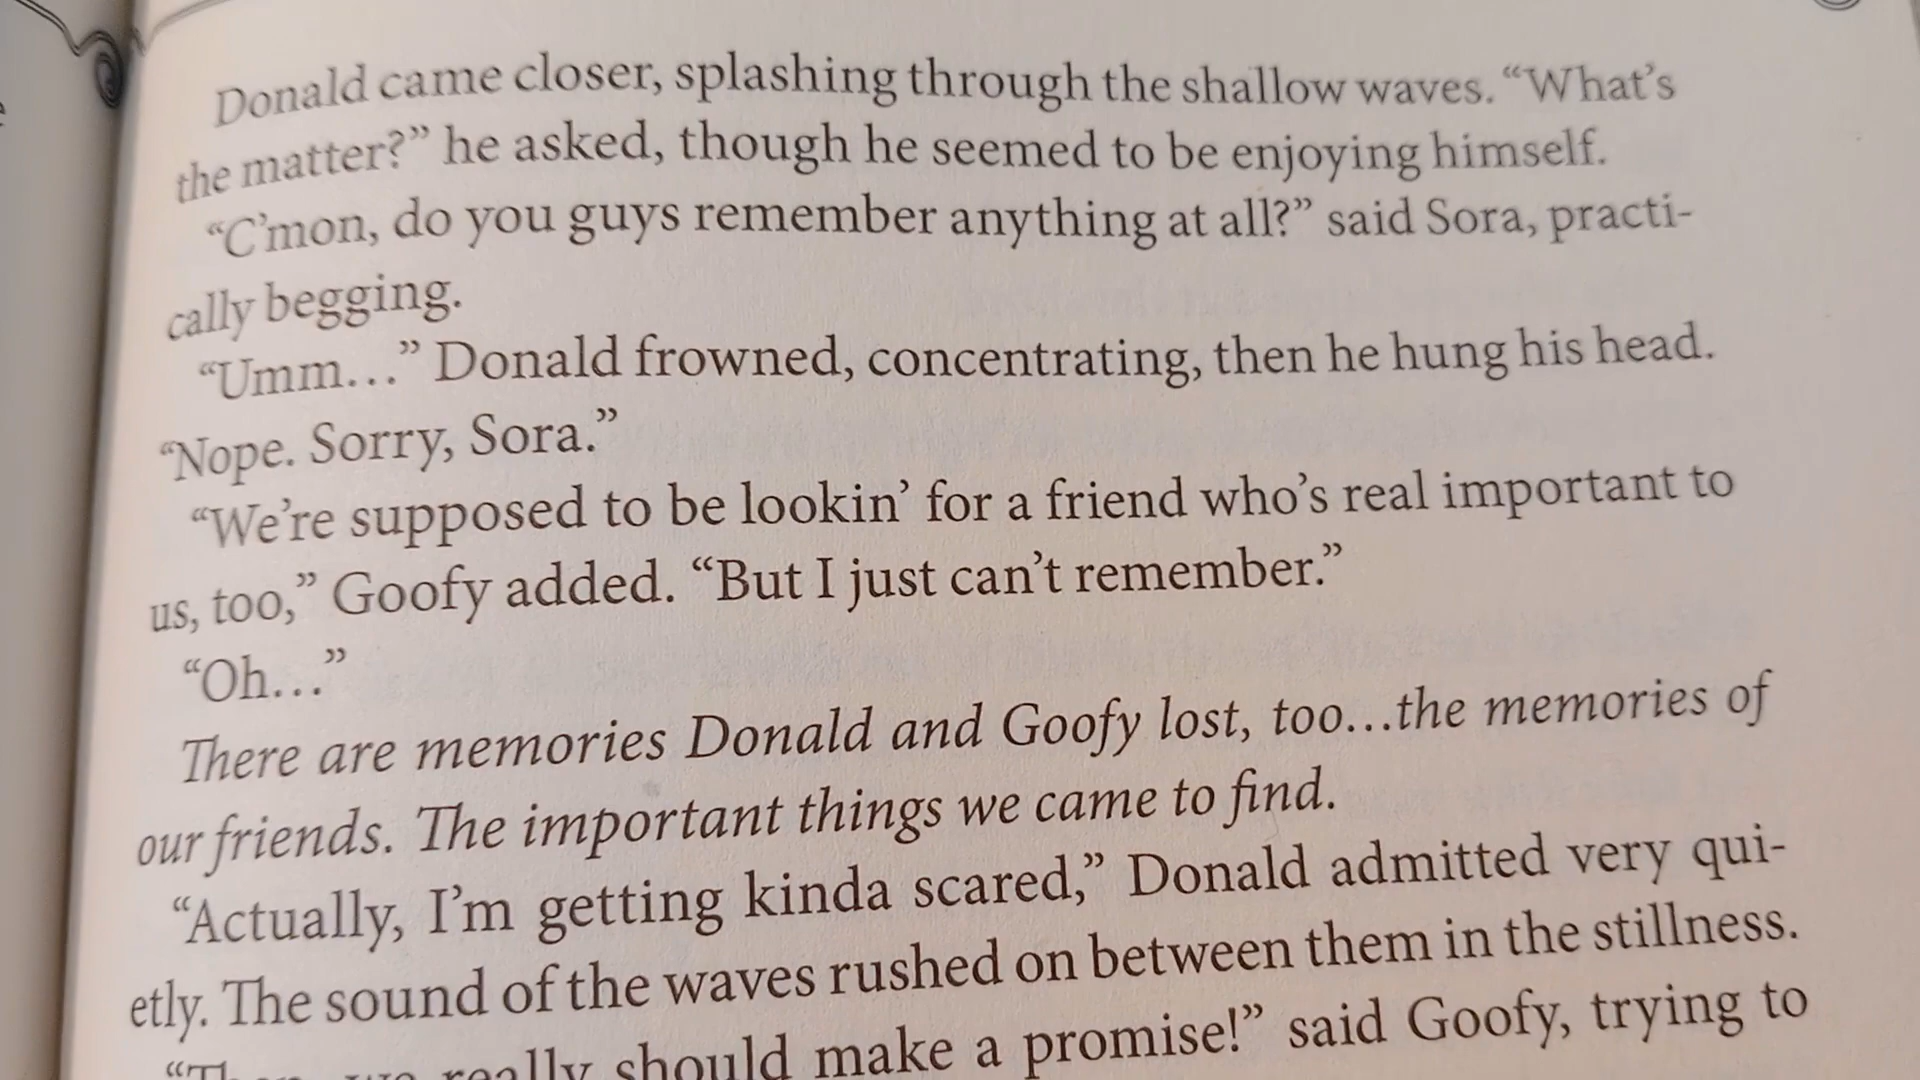 Donald came closer, splashing through the shallow waves. “What’s
the matter?” he asked, though he seemed to be enjoying himself.
“C’mon, do you guys remember anything at all?” said Sora, practi-
cally begging.
“Umm…” Donald frowned, concentrating, then he hung his head.
“Nope. Sorry, Sora.”
“We’re supposed to be lookin’ for a friend who’s real important to
us, too,” Goofy added. “But I just can’t remember.”
“Oh…”
There are memories Donald and Goofy lost, too…the memories of
our friends. The important things we came to find.
“Actually, I’m getting kinda scared,” Donald admitted very qui-
etly. The sound of the waves rushed on between them in the stillness.
we really should make a promise!” said Goofy, trying to